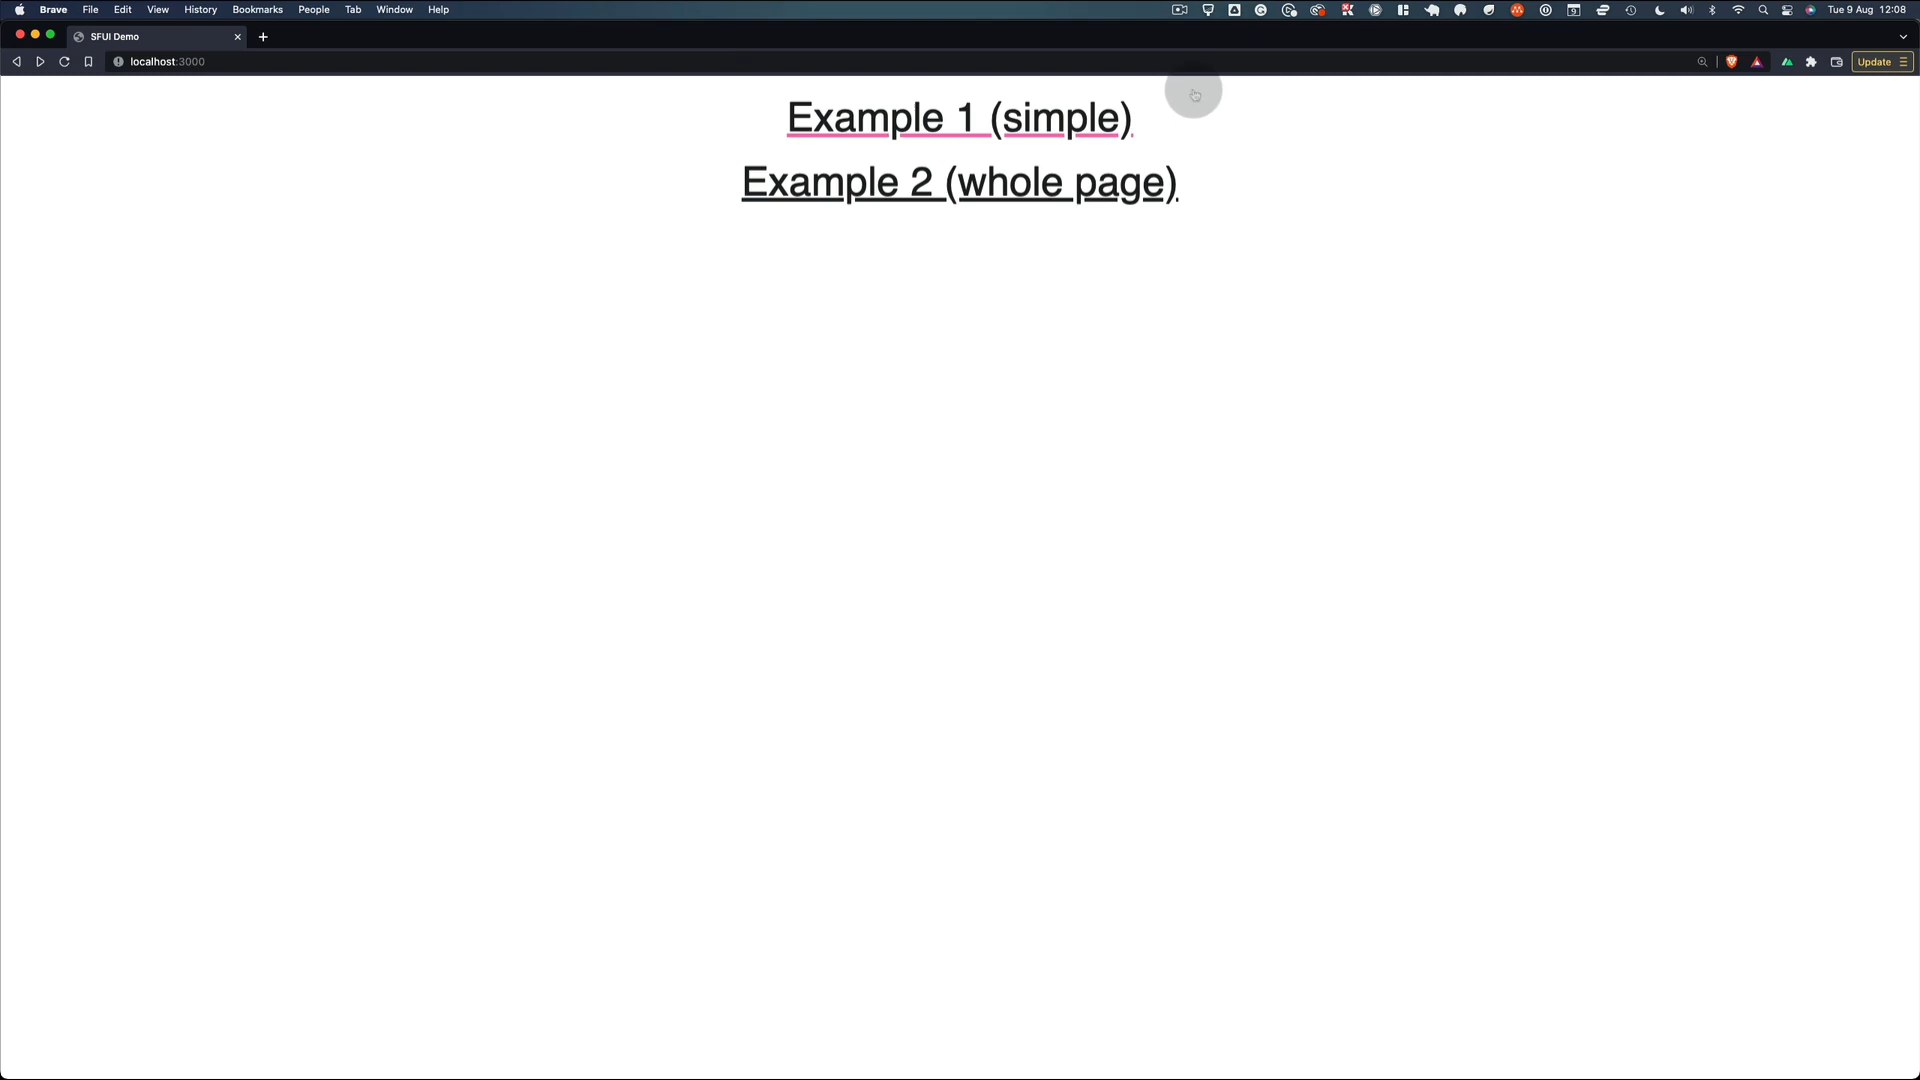 Brave File Edit View History Bookmarks People Tab Window Help Tue 9 Aug 12:08
SFUI Demo
localhost:3000 Update
Example 1 (simple)
Example 2 (whole page)